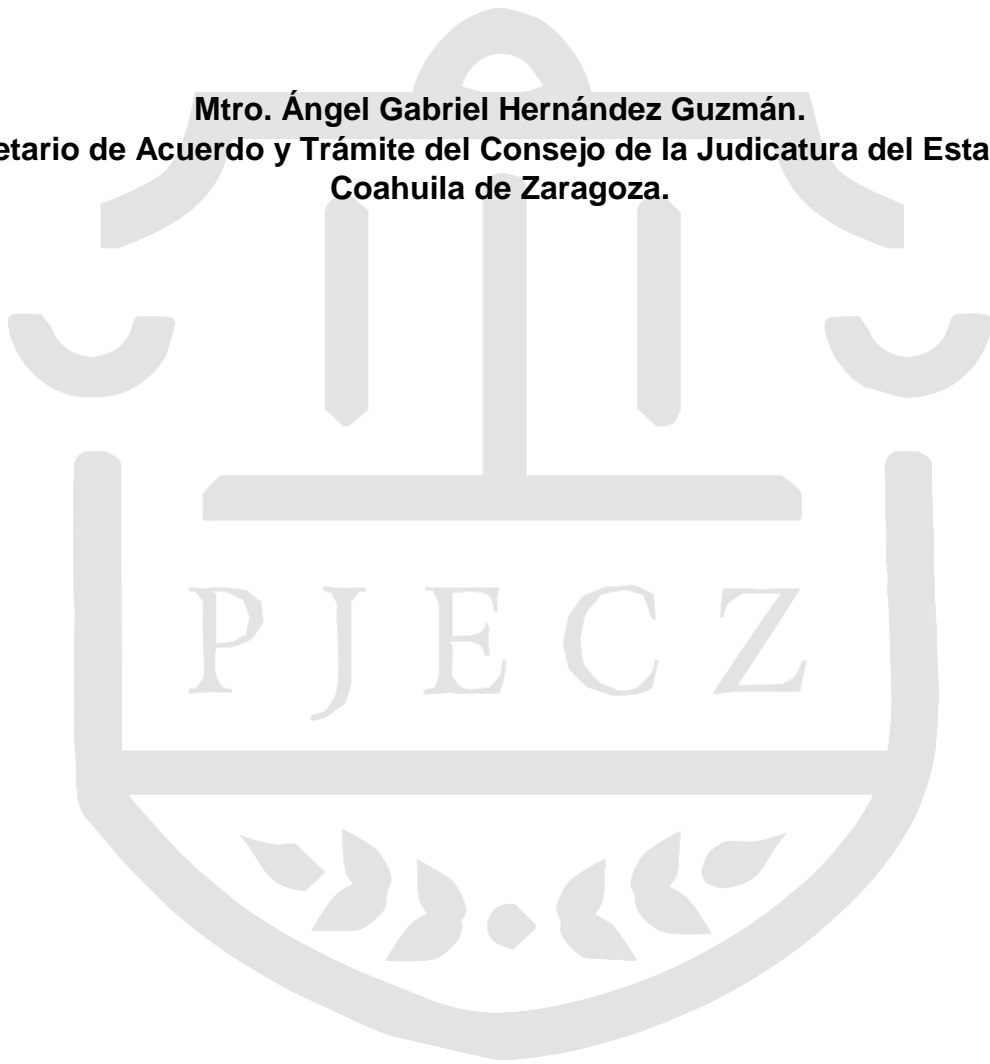 Mtro. Ángel Gabriel Hernández Guzmán.
etario de Acuerdo y Trámite del Consejo de la Judicatura del Esta
Coahuila de Zaragoza.
PJECZ